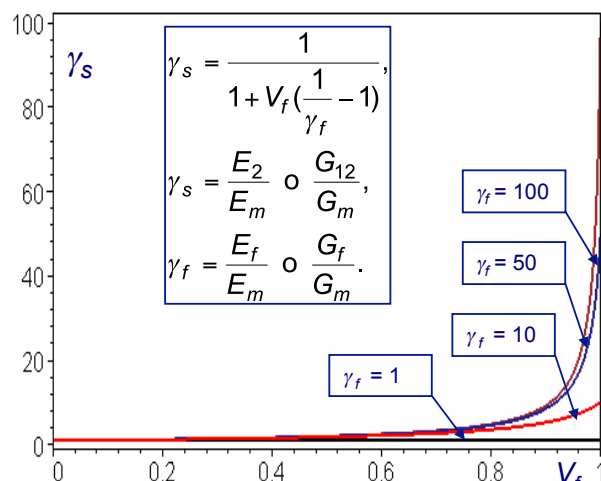 100
80
60
40
20
0
γs
γs = 1 / (1 + Vf(1/γf − 1)),
γs = E2/Em o G12/Gm,
γf = Ef/Em o Gf/Gm.
γf = 100
γf = 50
γf = 10
γf = 1
0 0.2 0.4 0.6 0.8 1
Vf